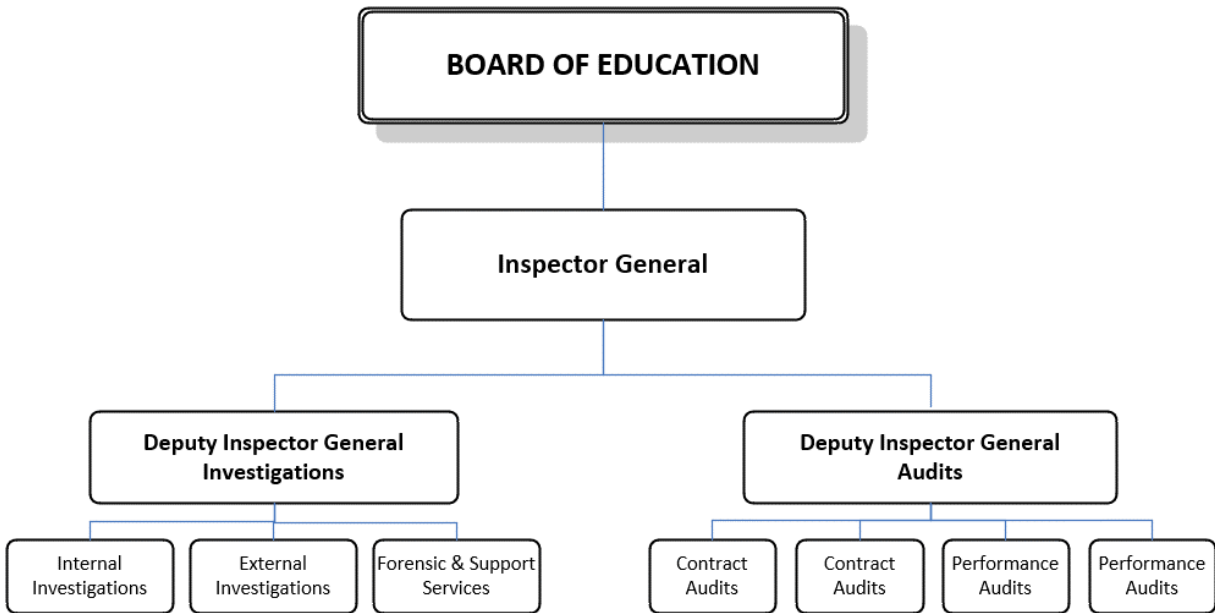 BOARD OF EDUCATION
Inspector General
Deputy Inspector General
Investigations
Deputy Inspector General
Audits
Internal
Investigations
External
Investigations
Forensic & Support
Services
Contract
Audits
Contract
Audits
Performance
Audits
Performance
Audits